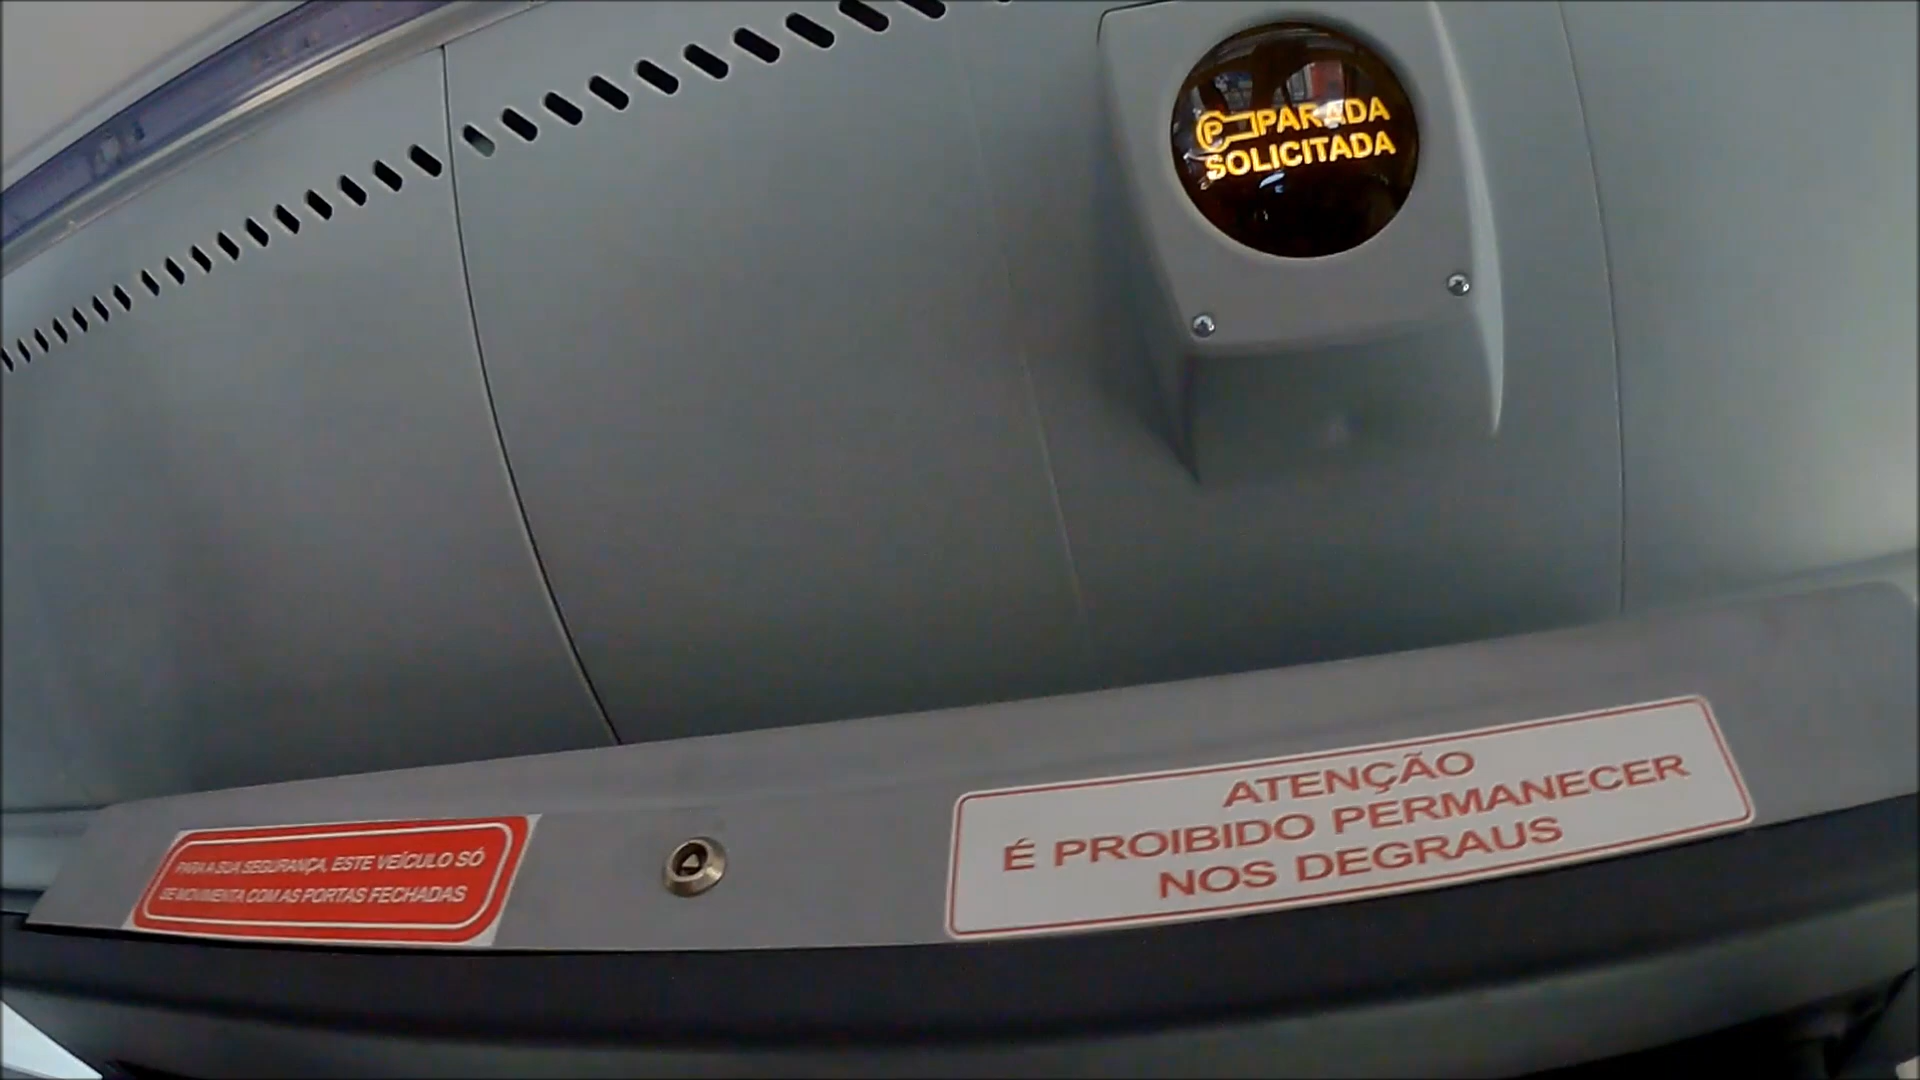 P PARADA
SOLICITADA
PARA A SUA SEGURANÇA, ESTE VEÍCULO SÓ
SE MOVIMENTA COM AS PORTAS FECHADAS
ATENÇÃO
É PROIBIDO PERMANECER
NOS DEGRAUS